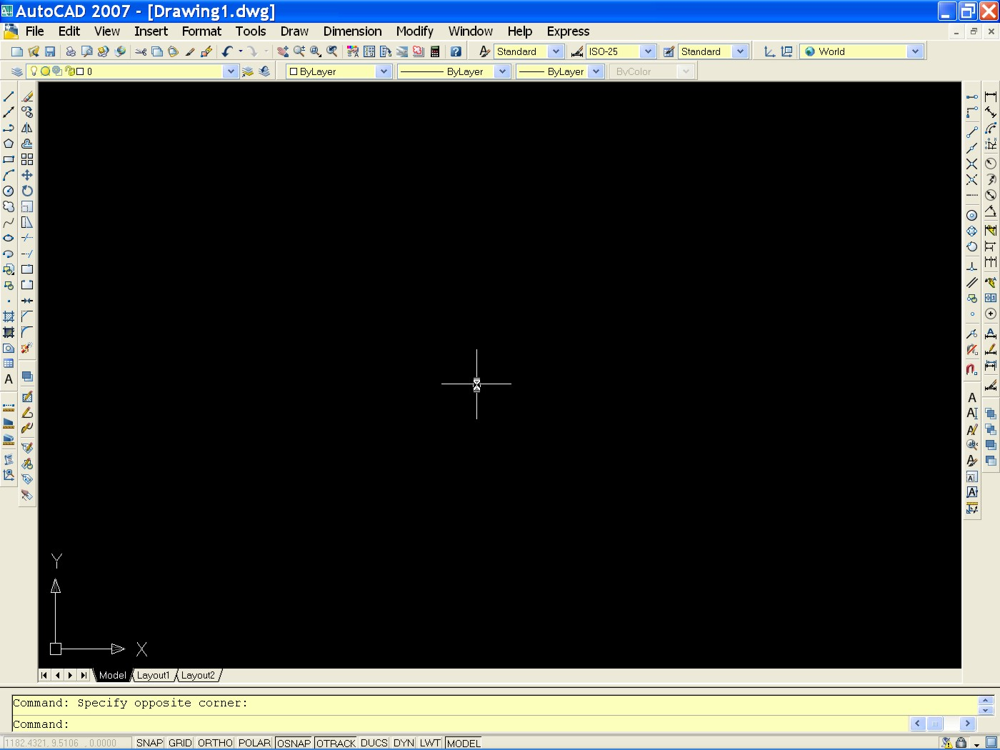 AutoCAD 2007 - [Drawing1.dwg]
File Edit View Insert Format Tools Draw Dimension Modify Window Help Express
Standard ISO-25 Standard World
0 ByLayer ByLayer ByLayer ByColor
A
A
A
A
Y
X
Model Layout1 Layout2
Command: Specify opposite corner:
Command:
1182.4321, 9.5106 , 0.0000 SNAP GRID ORTHO POLAR OSNAP OTRACK DUCS DYN LWT MODEL